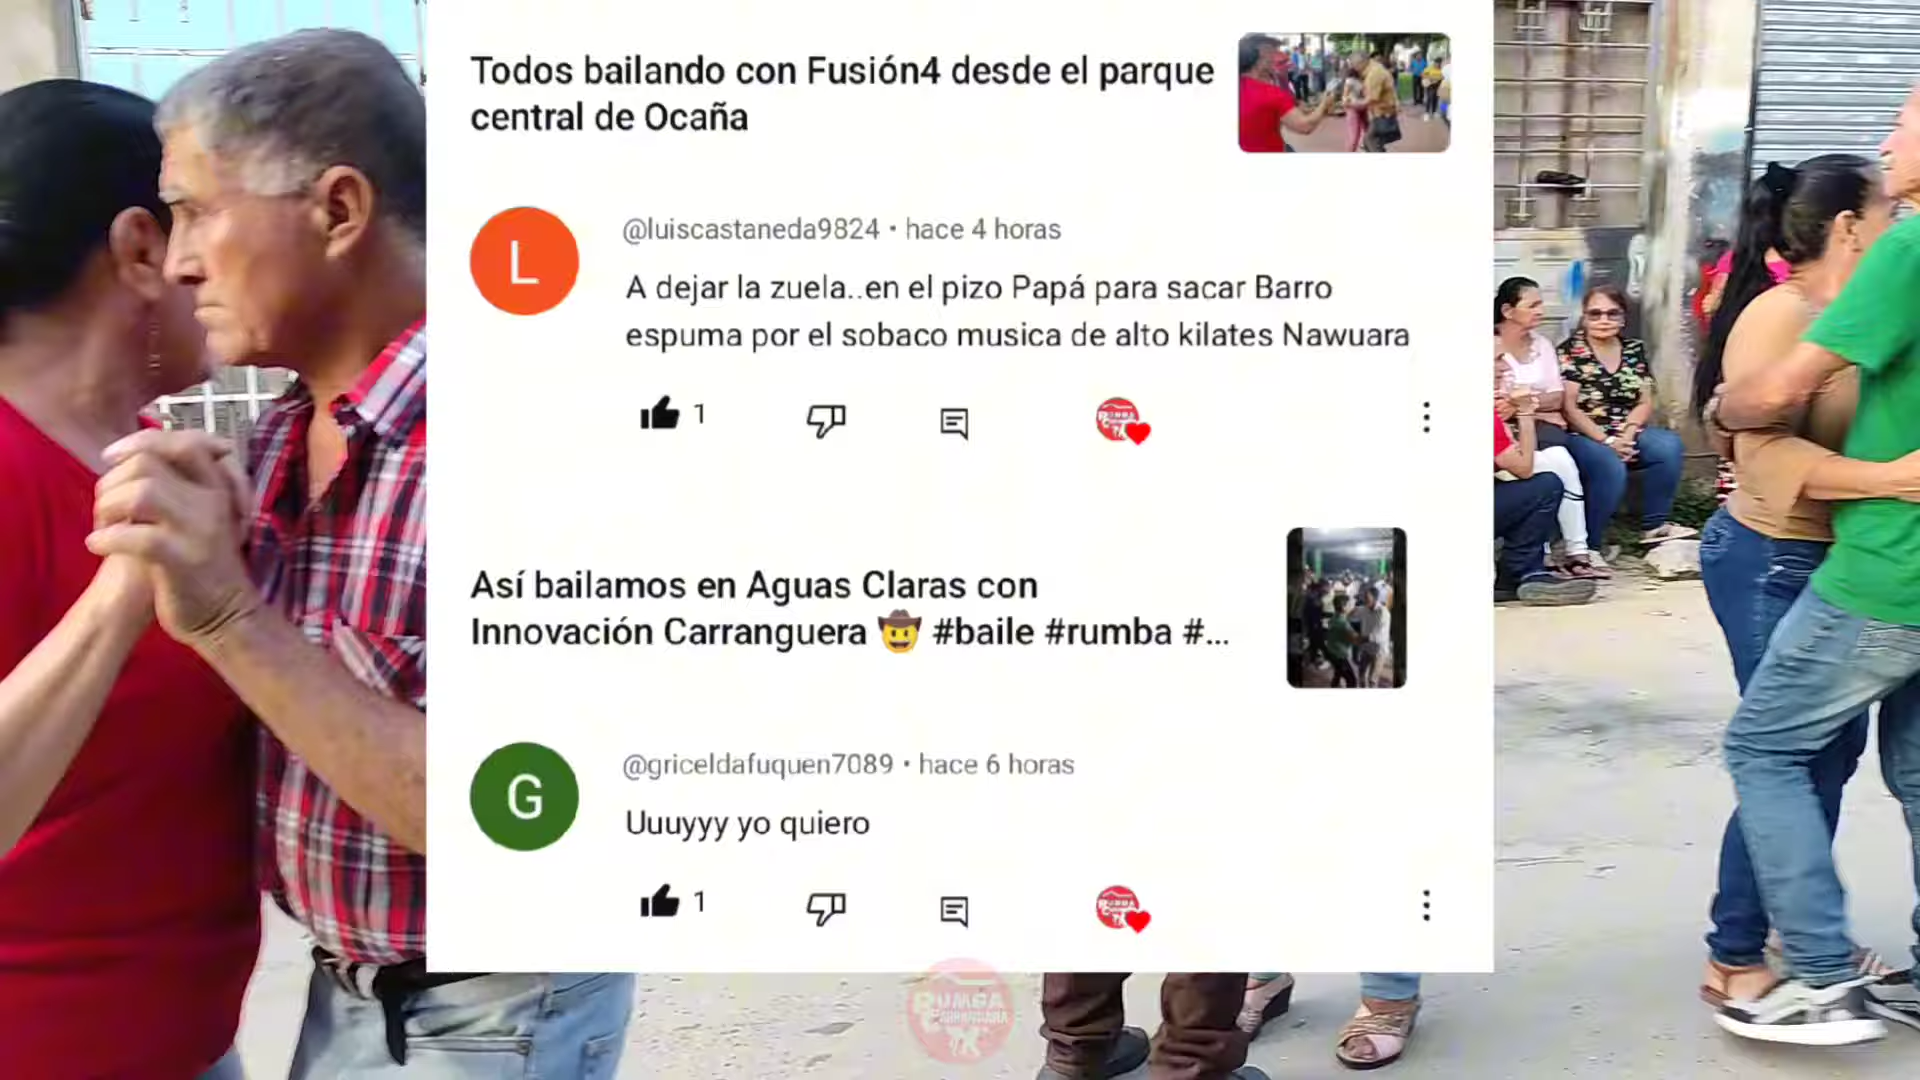 Todos bailando con Fusión4 desde el parque
central de Ocaña
L
@luiscastaneda9824 • hace 4 horas
A dejar la zuela..en el pizo Papá para sacar Barro
espuma por el sobaco musica de alto kilates Nawuara
1
Así bailamos en Aguas Claras con
Innovación Carranguera 🤠 #baile #rumba #...
G
@griceldafuquen7089 • hace 6 horas
Uuuyyy yo quiero
1
RUMBA
CARRANGUERA